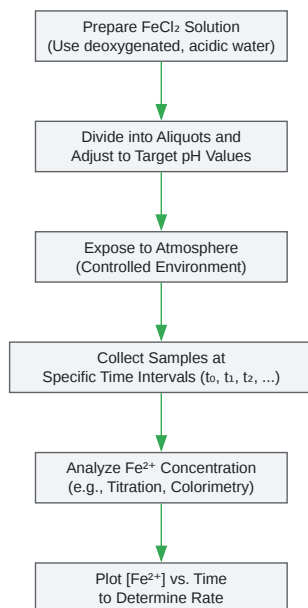 Prepare FeCl₂ Solution
(Use deoxygenated, acidic water)
Divide into Aliquots and
Adjust to Target pH Values
Expose to Atmosphere
(Controlled Environment)
Collect Samples at
Specific Time Intervals (t₀, t₁, t₂, ...)
Analyze Fe²⁺ Concentration
(e.g., Titration, Colorimetry)
Plot [Fe²⁺] vs. Time
to Determine Rate